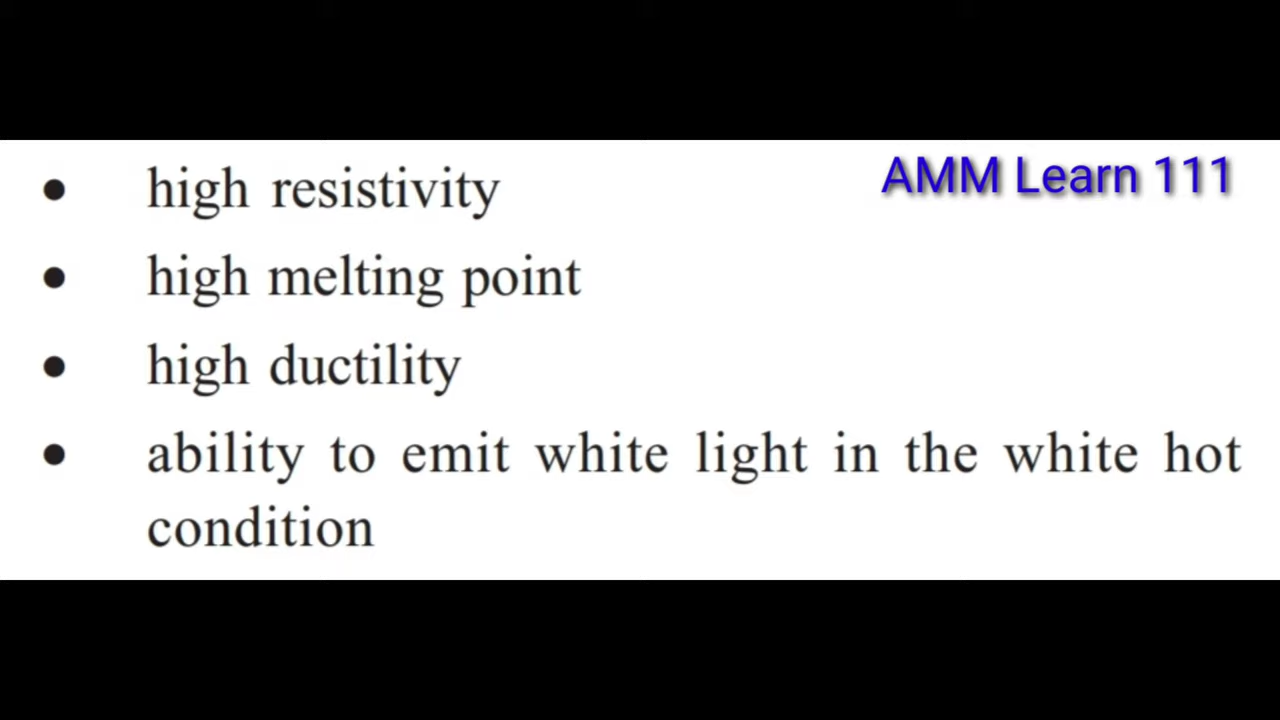 AMM Learn 111
• high resistivity
• high melting point
• high ductility
• ability to emit white light in the white hot
condition